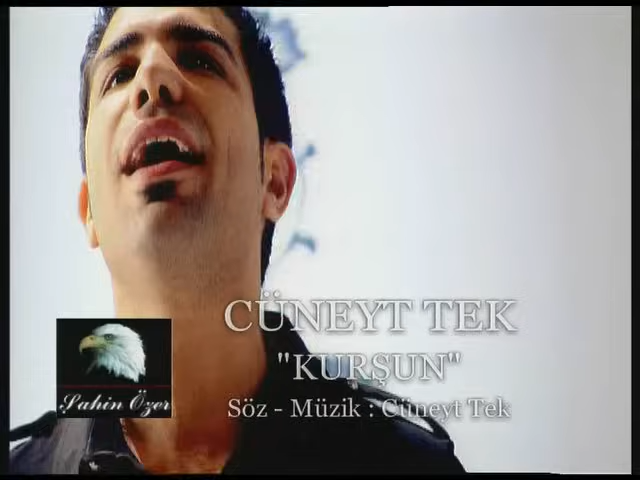 CÜNEYT TEK
"KURŞUN"
Söz - Müzik : Cüneyt Tek
Şahin Özer